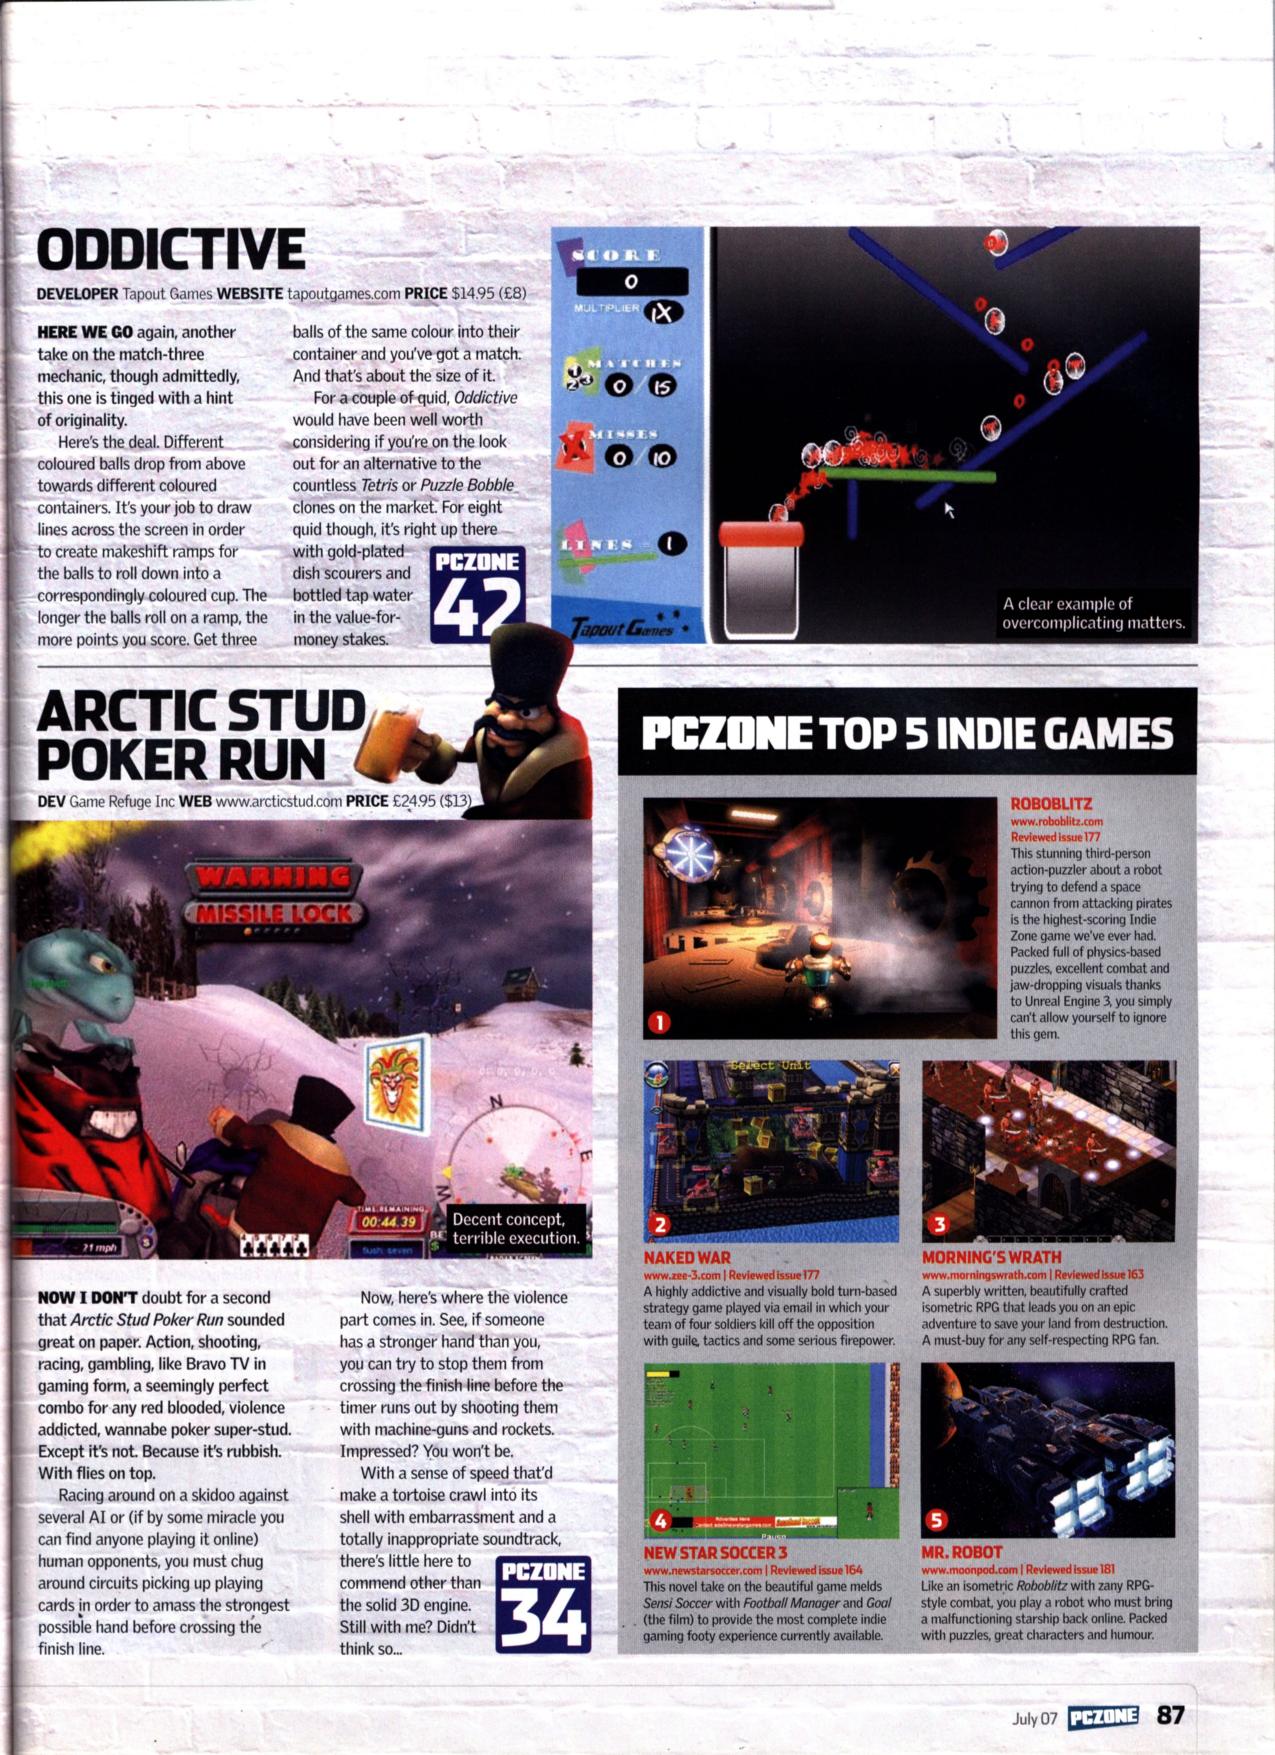 ODDICTIVE
DEVELOPER Tapout Games WEBSITE tapoutgames.com PRICE $14.95 (£8)
HERE WE GO again, another
take on the match-three
mechanic, though admittedly,
this one is tinged with a hint
of originality.
Here's the deal. Different
coloured balls drop from above
towards different coloured
containers. It's your job to draw
lines across the screen in order
to create makeshift ramps for
the balls to roll down into a
correspondingly coloured cup. The
longer the balls roll on a ramp, the
more points you score. Get three
balls of the same colour into their
container and you've got a match.
And that's about the size of it.
For a couple of quid, Oddictive
would have been well worth
considering if you're on the look
out for an alternative to the
countless Tetris or Puzzle Bobble
clones on the market. For eight
quid though, it's right up there
with gold-plated
dish scourers and
bottled tap water
in the value-for-
money stakes.
PCZONE
42
SCORE
0
MULTIPLIER 1X
MATCHES
0/15
MISSES
0/10
LINES = 1
Tapout Games
A clear example of
overcomplicating matters.
ARCTIC STUD
POKER RUN
DEV Game Refuge Inc WEB www.arcticstud.com PRICE £24.95 ($13)
WARNING
MISSILE LOCK
N
E
TIME REMAINING
00:44.39
flush: seven
21 mph
Decent concept,
terrible execution.
NOW I DON'T doubt for a second
that Arctic Stud Poker Run sounded
great on paper. Action, shooting,
racing, gambling, like Bravo TV in
gaming form, a seemingly perfect
combo for any red blooded, violence
addicted, wannabe poker super-stud.
Except it's not. Because it's rubbish.
With flies on top.
Racing around on a skidoo against
several AI or (if by some miracle you
can find anyone playing it online)
human opponents, you must chug
around circuits picking up playing
cards in order to amass the strongest
possible hand before crossing the
finish line.
Now, here's where the violence
part comes in. See, if someone
has a stronger hand than you,
you can try to stop them from
crossing the finish line before the
timer runs out by shooting them
with machine-guns and rockets.
Impressed? You won't be.
With a sense of speed that'd
make a tortoise crawl into its
shell with embarrassment and a
totally inappropriate soundtrack,
there's little here to
commend other than
the solid 3D engine.
Still with me? Didn't
think so...
PCZONE
34
PCZONE TOP 5 INDIE GAMES
1
ROBOBLITZ
www.roboblitz.com
Reviewed issue 177
This stunning third-person
action-puzzler about a robot
trying to defend a space
cannon from attacking pirates
is the highest-scoring Indie
Zone game we've ever had.
Packed full of physics-based
puzzles, excellent combat and
jaw-dropping visuals thanks
to Unreal Engine 3, you simply
can't allow yourself to ignore
this gem.
Select Unit
2
NAKED WAR
www.zee-3.com | Reviewed issue 177
A highly addictive and visually bold turn-based
strategy game played via email in which your
team of four soldiers kill off the opposition
with guile, tactics and some serious firepower.
3
MORNING'S WRATH
www.morningswrath.com | Reviewed issue 163
A superbly written, beautifully crafted
isometric RPG that leads you on an epic
adventure to save your land from destruction.
A must-buy for any self-respecting RPG fan.
4
Advertise Here
Pause
NEW STAR SOCCER 3
www.newstarsoccer.com | Reviewed issue 164
This novel take on the beautiful game melds
Sensi Soccer with Football Manager and Goal
(the film) to provide the most complete indie
gaming footy experience currently available.
5
MR. ROBOT
www.moonpod.com | Reviewed issue 181
Like an isometric Roboblitz with zany RPG-
style combat, you play a robot who must bring
a malfunctioning starship back online. Packed
with puzzles, great characters and humour.
July 07 PCZONE 87